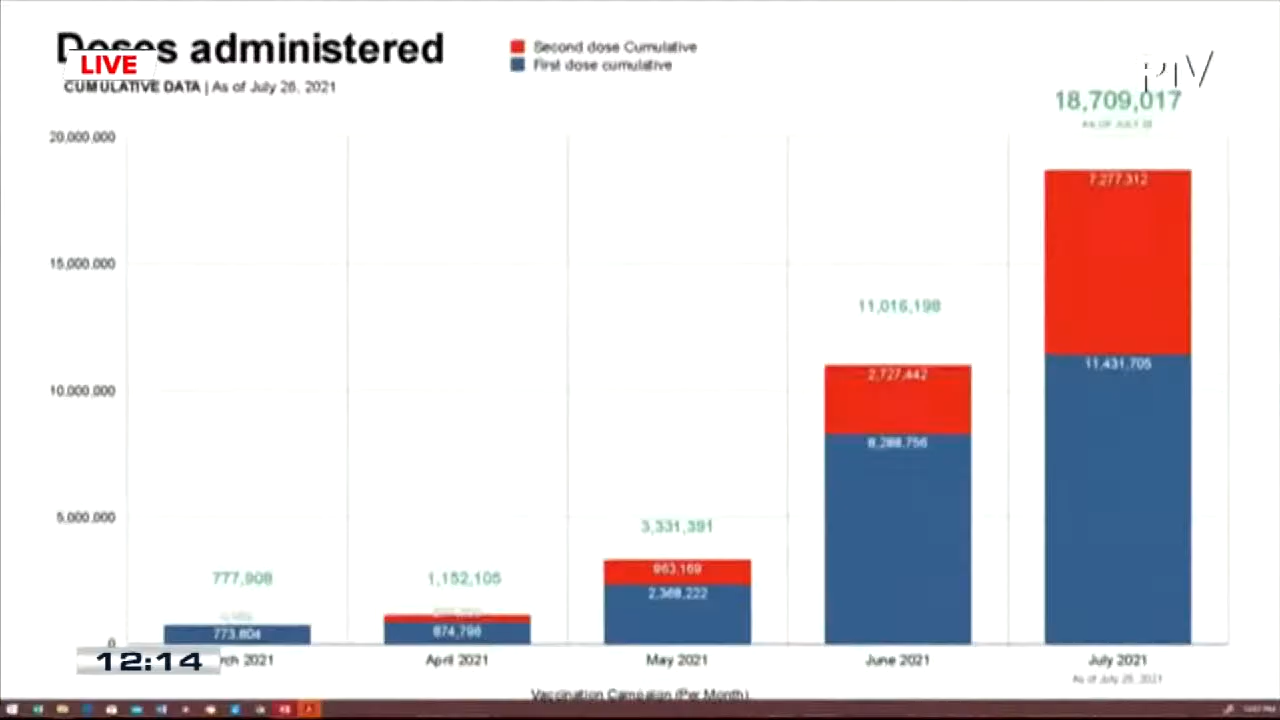 Doses administered
LIVE
CUMULATIVE DATA | As of July 26, 2021
Second dose Cumulative
First dose cumulative
PTV
18,709,017
20,000,000
7,277,312
15,000,000
11,016,198
11,431,705
10,000,000
2,727,442
8,288,756
5,000,000
3,331,391
963,169
2,368,222
777,908
1,152,105
773,804
874,796
0
12:14
rch 2021
April 2021
May 2021
June 2021
July 2021
Vaccination Campaign (Per Month)